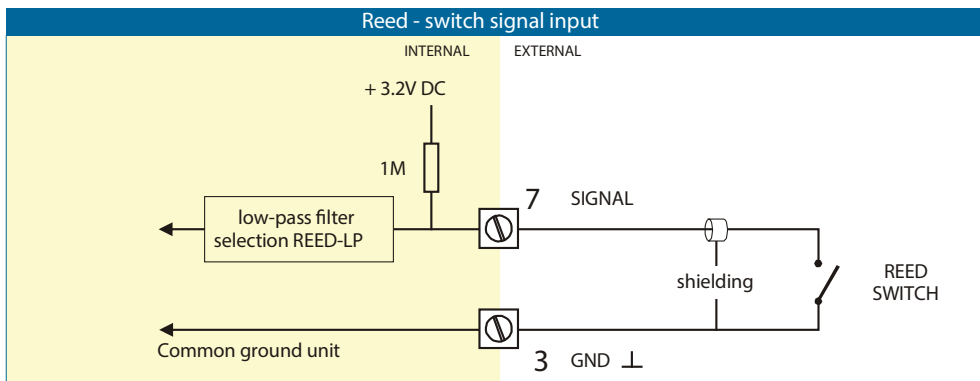 Reed - switch signal input
INTERNAL
EXTERNAL
+ 3.2V DC
1M
7
SIGNAL
low-pass filter
selection REED-LP
shielding
REED
SWITCH
Common ground unit
3
GND